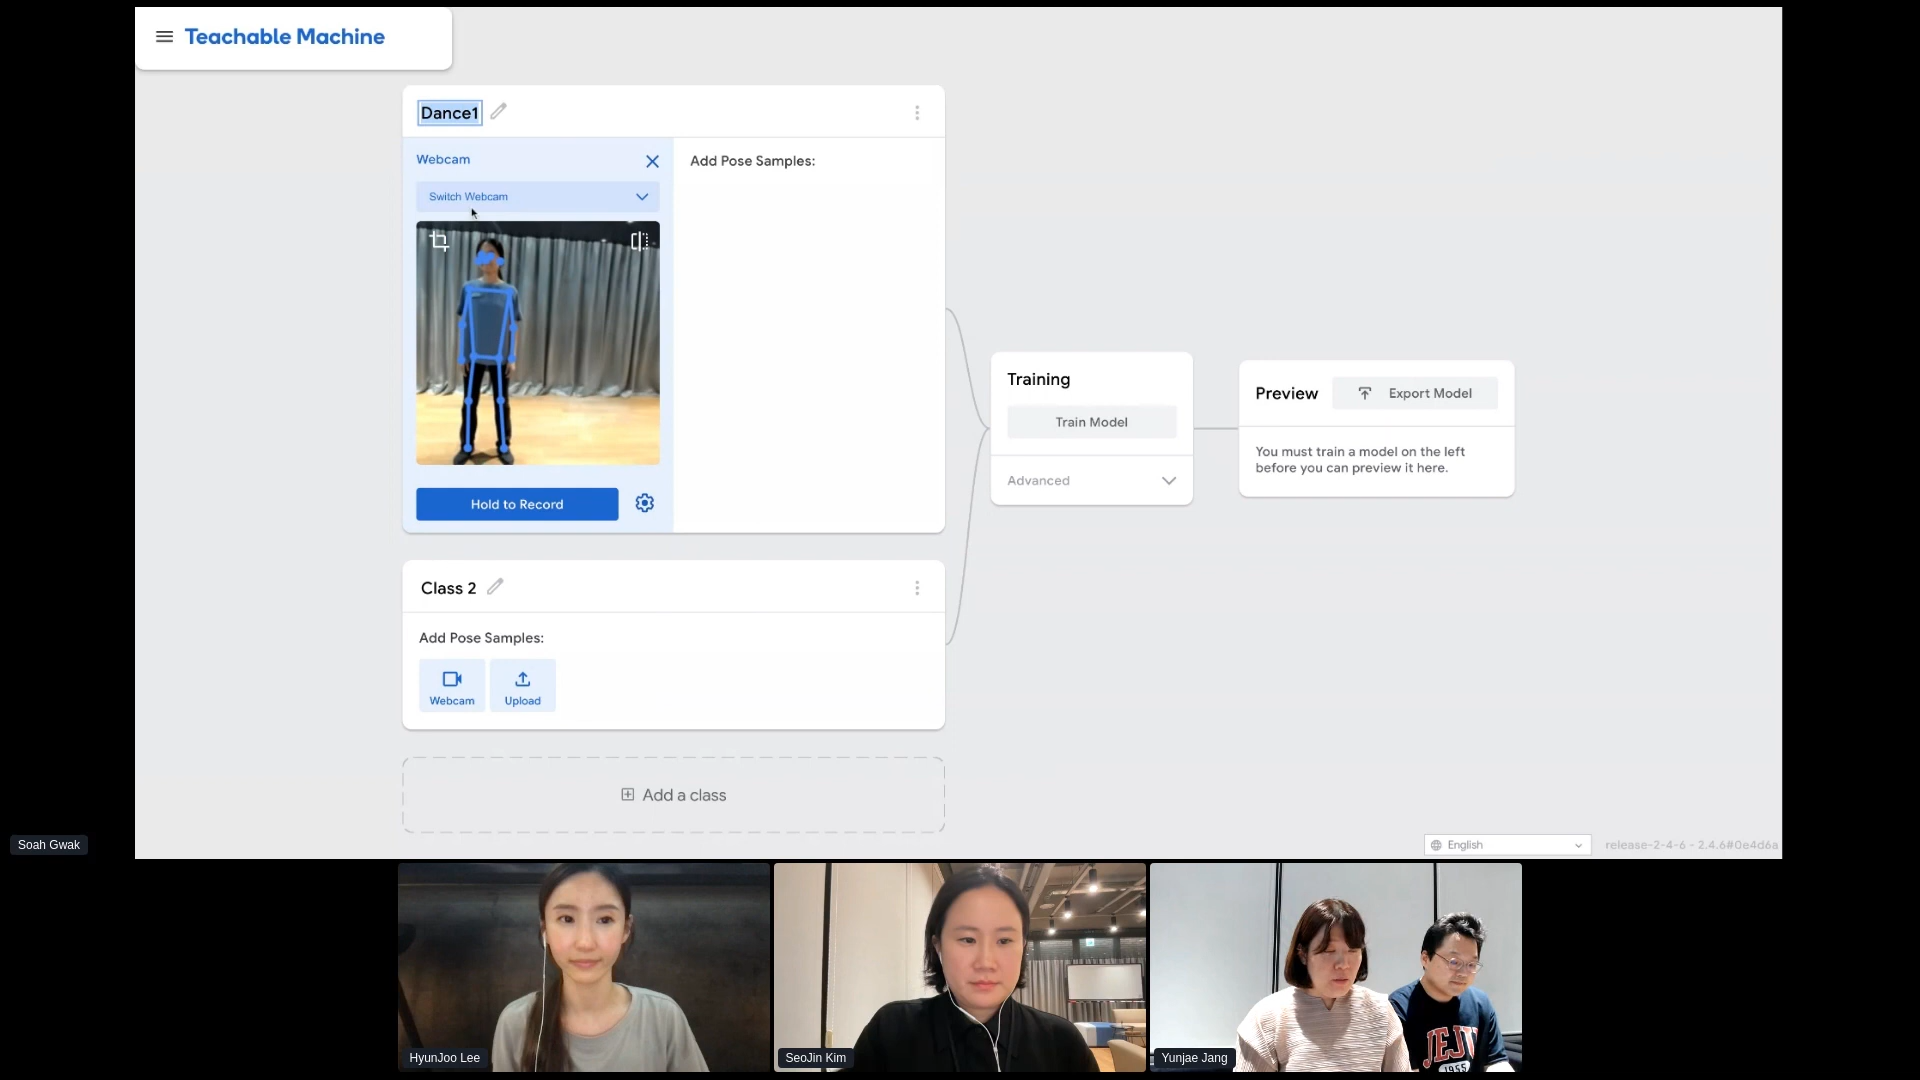 Teachable Machine
Dance1
Webcam
Switch Webcam
Hold to Record
Add Pose Samples:
Class 2
Add Pose Samples:
Webcam
Upload
Add a class
Training
Train Model
Advanced
Preview
Export Model
You must train a model on the left
before you can preview it here.
English
release-2-4-6 - 2.4.6#0e4d6a
Soah Gwak
HyunJoo Lee
SeoJin Kim
Yunjae Jang
JEJU
1955